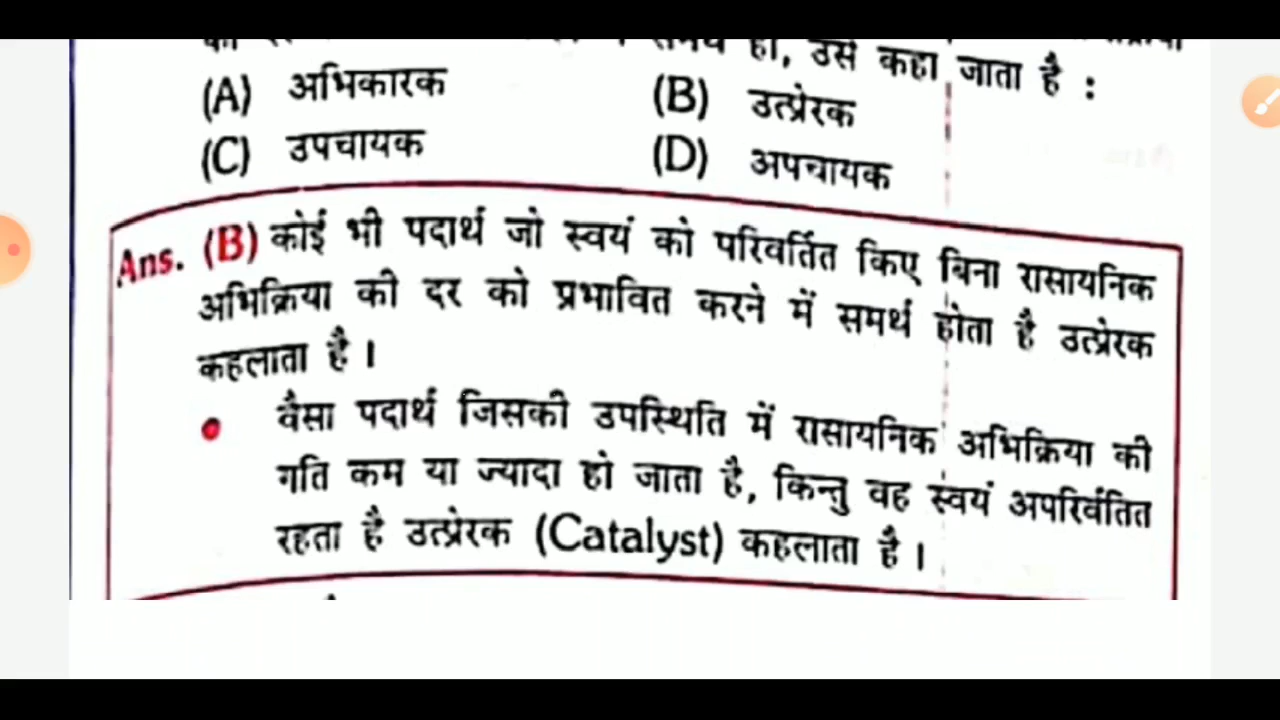 समर्थ हो, उसे कहा जाता है :
(A) अभिकारक (B) उत्प्रेरक
(C) उपचायक (D) अपचायक
Ans. (B) कोई भी पदार्थ जो स्वयं को परिवर्तित किए बिना रासायनिक
अभिक्रिया की दर को प्रभावित करने में समर्थ होता है उत्प्रेरक
कहलाता है ।
• वैसा पदार्थ जिसकी उपस्थिति में रासायनिक अभिक्रिया की
गति कम या ज्यादा हो जाता है, किन्तु वह स्वयं अपरिवंतित
रहता है उत्प्रेरक (Catalyst) कहलाता है ।